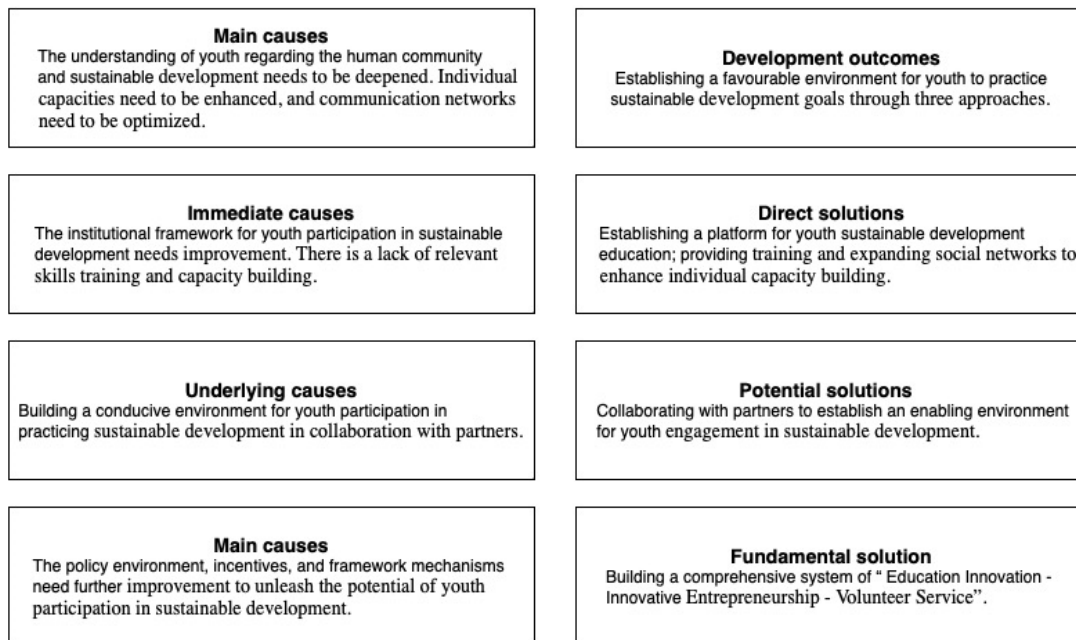 Main causes
The understanding of youth regarding the human community
and sustainable development needs to be deepened. Individual
capacities need to be enhanced, and communication networks
need to be optimized.
Development outcomes
Establishing a favourable environment for youth to practice
sustainable development goals through three approaches.
Immediate causes
The institutional framework for youth participation in sustainable
development needs improvement. There is a lack of relevant
skills training and capacity building.
Direct solutions
Establishing a platform for youth sustainable development
education; providing training and expanding social networks to
enhance individual capacity building.
Underlying causes
Building a conducive environment for youth participation in
practicing sustainable development in collaboration with partners.
Potential solutions
Collaborating with partners to establish an enabling environment
for youth engagement in sustainable development.
Main causes
The policy environment, incentives, and framework mechanisms
need further improvement to unleash the potential of youth
participation in sustainable development.
Fundamental solution
Building a comprehensive system of “ Education Innovation -
Innovative Entrepreneurship - Volunteer Service”.